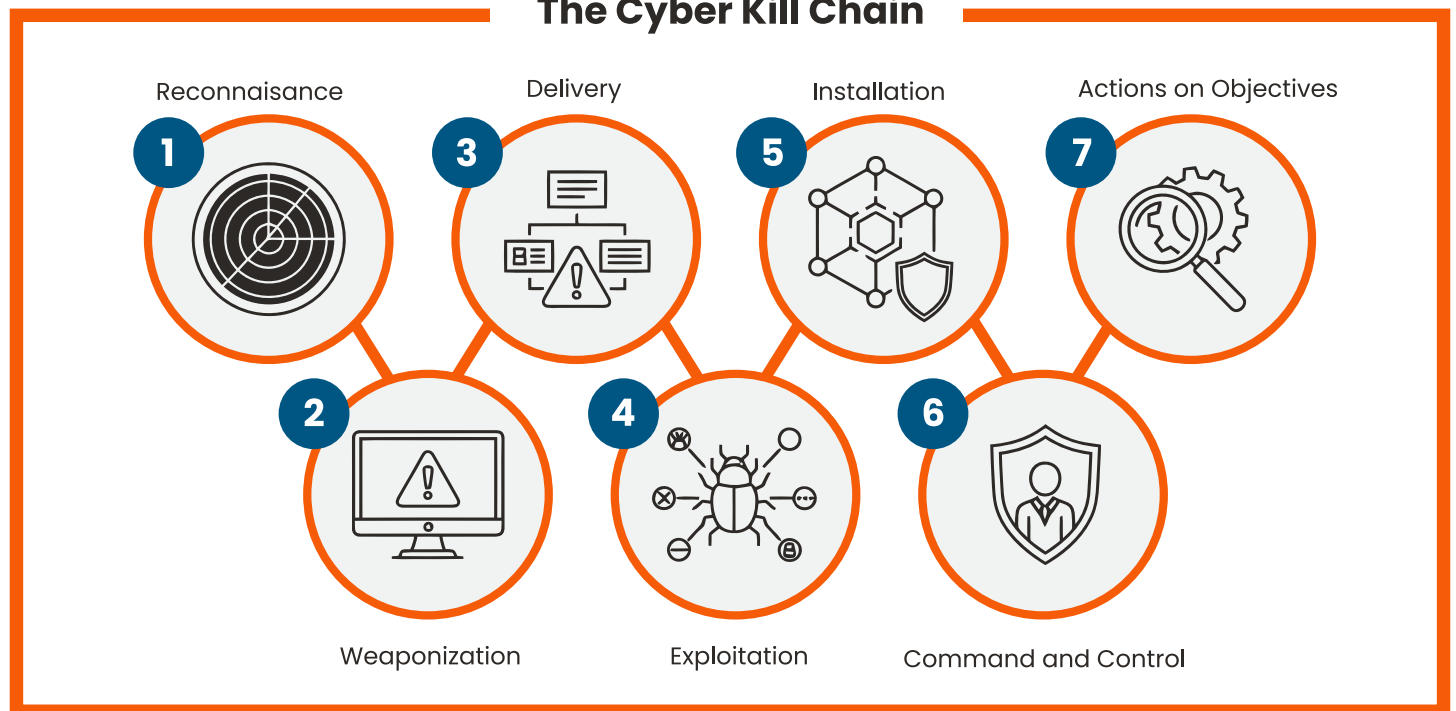 The Cyber Kill Chain
Reconnaisance
1
Delivery
3
Installation
5
Actions on Objectives
7
2
Weaponization
4
Exploitation
6
Command and Control